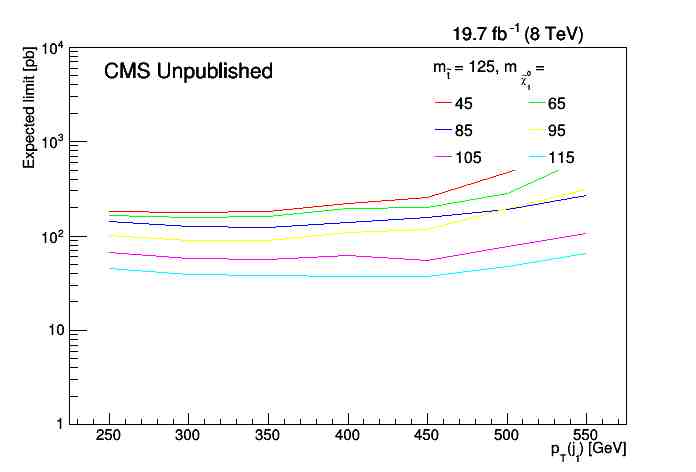 19.7 fb⁻¹ (8 TeV)
CMS Unpublished
m_t̃ = 125, m_χ̃⁰₁ =
45 65
85 95
105 115
Expected limit [pb]
10⁴
10³
10²
10
1
250 300 350 400 450 500 550
p_T(j₁) [GeV]